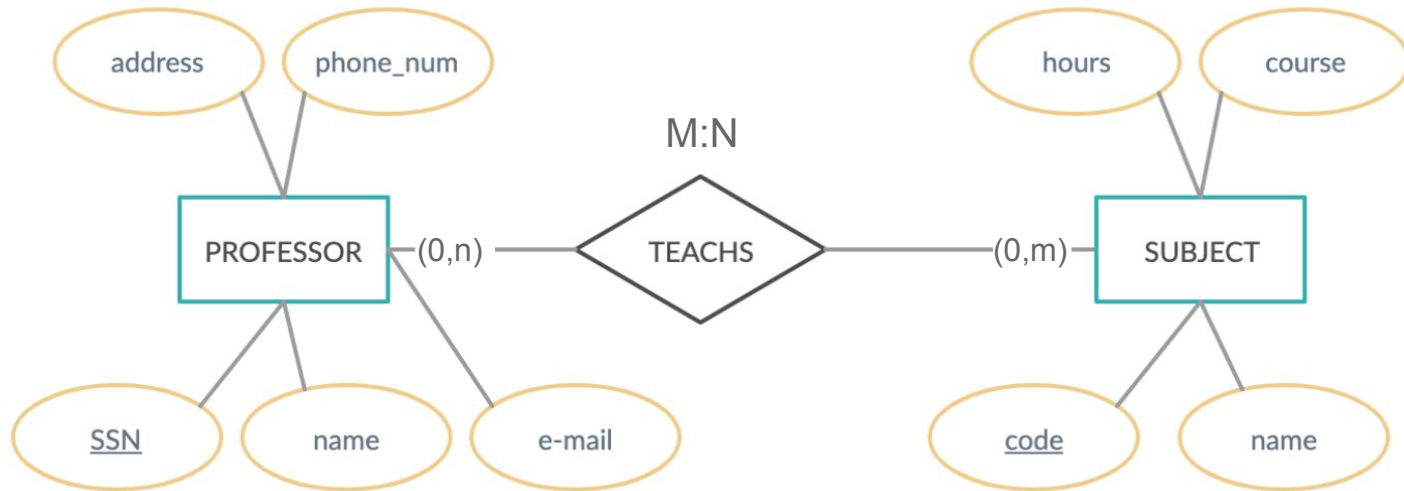 address
phone_num
hours
course
M:N
PROFESSOR
(0,n)
TEACHS
(0,m)
SUBJECT
SSN
name
e-mail
code
name